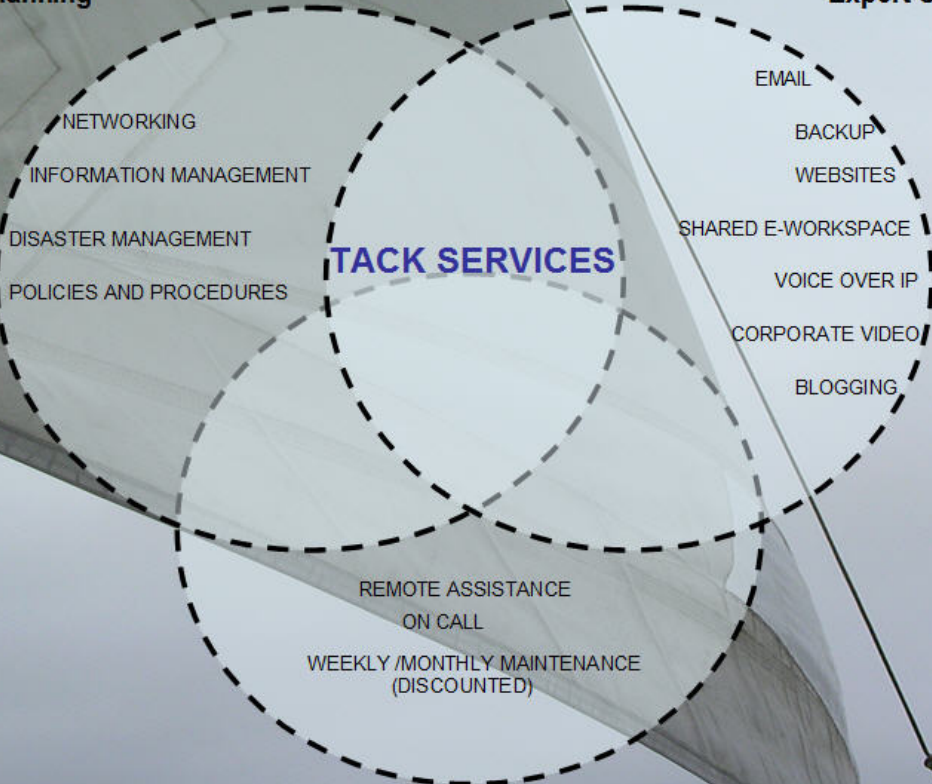 NETWORKING
INFORMATION MANAGEMENT
DISASTER MANAGEMENT
POLICIES AND PROCEDURES
TACK SERVICES
EMAIL
BACKUP
WEBSITES
SHARED E-WORKSPACE
VOICE OVER IP
CORPORATE VIDEO
BLOGGING
REMOTE ASSISTANCE
ON CALL
WEEKLY /MONTHLY MAINTENANCE
(DISCOUNTED)